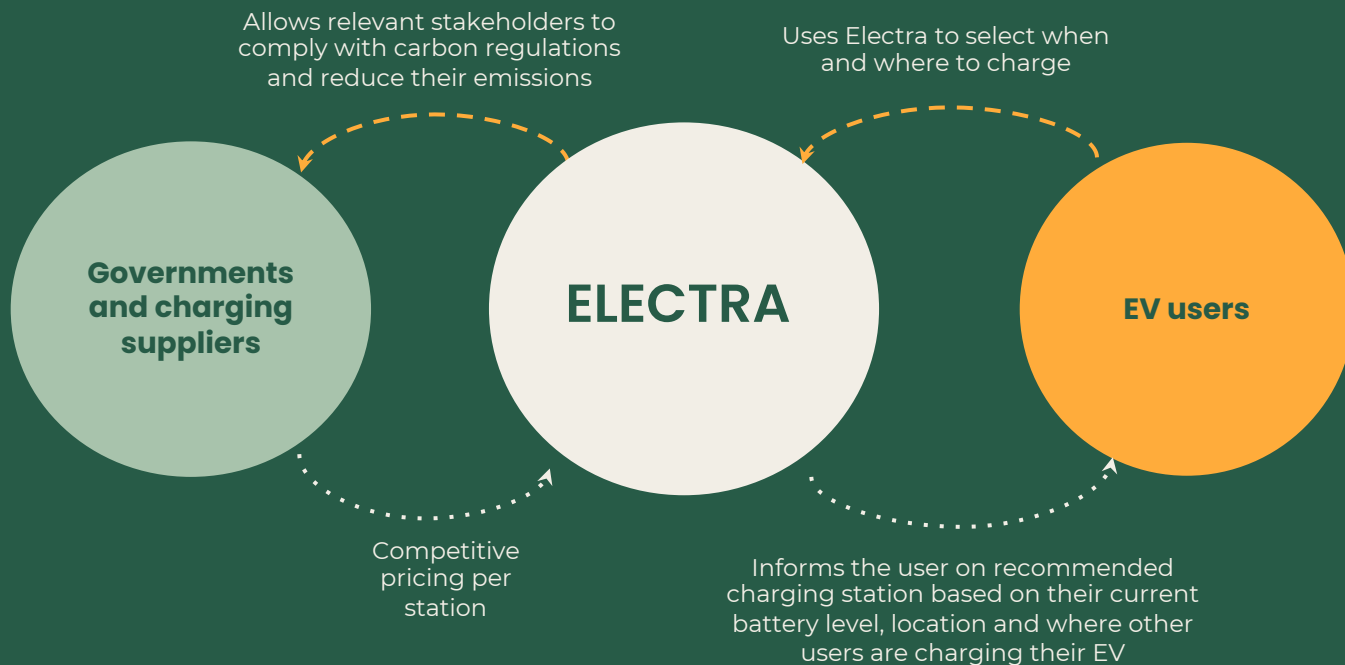 Allows relevant stakeholders to
comply with carbon regulations
and reduce their emissions
Uses Electra to select when
and where to charge
Governments
and charging
suppliers
ELECTRA
EV users
Competitive
pricing per
station
Informs the user on recommended
charging station based on their current
battery level, location and where other
users are charging their EV